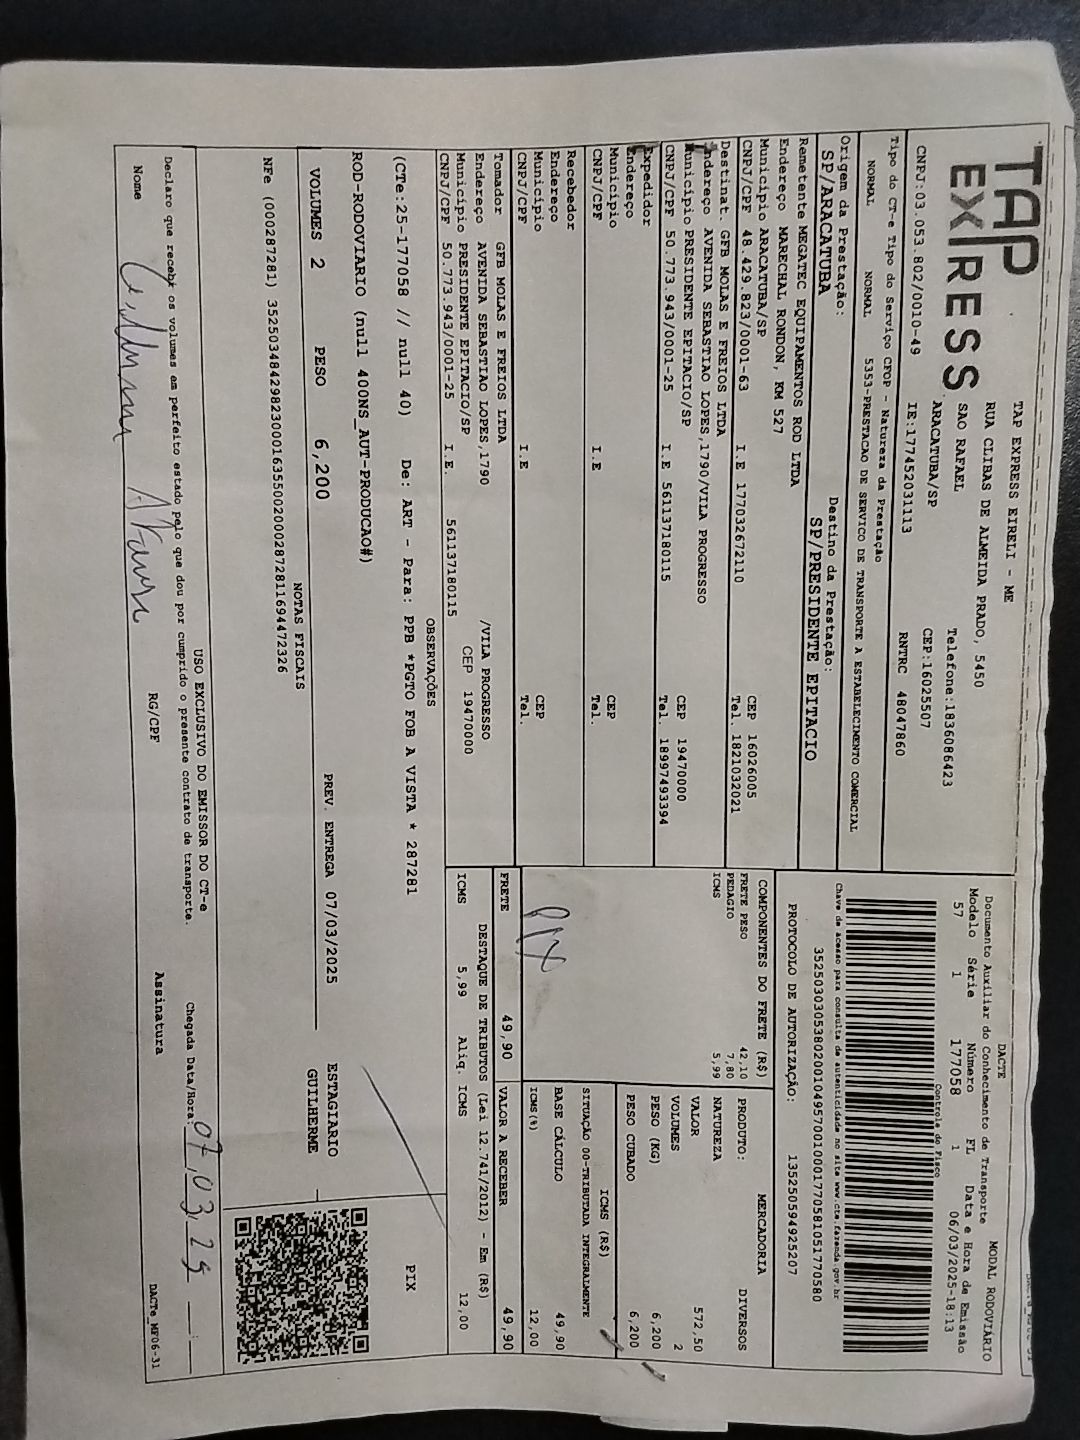 TAP
EXPRESS
TAP EXPRESS EIRELI - ME
RUA CLIBAS DE ALMEIDA PRADO, 5450
SAO RAFAEL
ARACATUBA/SP
Telefone:1836086423
CEP:16025507
CNPJ:03.053.802/0010-49 IE:177452031113 RNTRC 48047860
DACTE
Documento Auxiliar do Conhecimento de Transporte
MODAL RODOVIÁRIO
Modelo Série Número FL Data e Hora de Emissão
57 1 177058 1 06/03/2025-18:13
Controle do Fisco
Chave de acesso para consulta de autenticidade no site www.cte.fazenda.gov.br
PROTOCOLO DE AUTORIZAÇÃO: 135250594925207
Tipo do CT-e Tipo do Serviço CFOP - Natureza da Prestação
NORMAL NORMAL 5353-PRESTACAO DE SERVICO DE TRANSPORTE A ESTABELECIMENTO COMERCIAL
Origem da Prestação: Destino da Prestação:
SP/ARACATUBA SP/PRESIDENTE EPITACIO
Remetente MEGATEC EQUIPAMENTOS ROD LTDA
Endereço MARECHAL RONDON, KM 527
Município ARACATUBA/SP CEP 16026005
CNPJ/CPF 48.429.823/0001-63 I.E 177032672110 Tel. 1821032021
Destinat. GFB MOLAS E FREIOS LTDA
Endereço AVENIDA SEBASTIAO LOPES,1790/VILA PROGRESSO
Município PRESIDENTE EPITACIO/SP CEP 19470000
CNPJ/CPF 50.773.943/0001-25 I.E 561137180115 Tel. 18997493394
Expedidor
Endereço
Município CEP
CNPJ/CPF I.E Tel.
Recebedor
Endereço
Município CEP
CNPJ/CPF I.E Tel.
Tomador GFB MOLAS E FREIOS LTDA
Endereço AVENIDA SEBASTIAO LOPES,1790 /VILA PROGRESSO
Município PRESIDENTE EPITACIO/SP CEP 19470000
CNPJ/CPF 50.773.943/0001-25 I.E. 561137180115
COMPONENTES DO FRETE (R$)
FRETE PESO 42,10
PEDAGIO 7,80
ICMS 5,99
PIX
FRETE 49,90
MERCADORIA
PRODUTO: DIVERSOS
NATUREZA
VALOR 572,50
VOLUMES 2
PESO (KG) 6,200
PESO CUBADO 6,200
ICMS (R$)
SITUAÇÃO 00-TRIBUTADA INTEGRALMENTE
BASE CÁLCULO 49,90
ICMS(%) 12,00
VALOR A RECEBER 49,90
DESTAQUE DE TRIBUTOS (Lei 12.741/2012) - Em (R$)
ICMS 5,99 Aliq. ICMS 12,00
OBSERVAÇÕES
(CTe:25-177058 // null 40) De: ART - Para: PPB *PGTO FOB A VISTA * 287281
ROD-RODOVIARIO (null 400NS_AUT-PRODUCAO#)
PIX
VOLUMES 2 PESO 6,200 PREV. ENTREGA 07/03/2025
ESTAGIARIO
GUILHERME
NOTAS FISCAIS
USO EXCLUSIVO DO EMISSOR DO CT-e
Declaro que recebi os volumes em perfeito estado pelo que dou por cumprido o presente contrato de transporte.
Chegada Data/Hora: 07,03,25
Nome RG/CPF Assinatura
DACTe_MF06-31